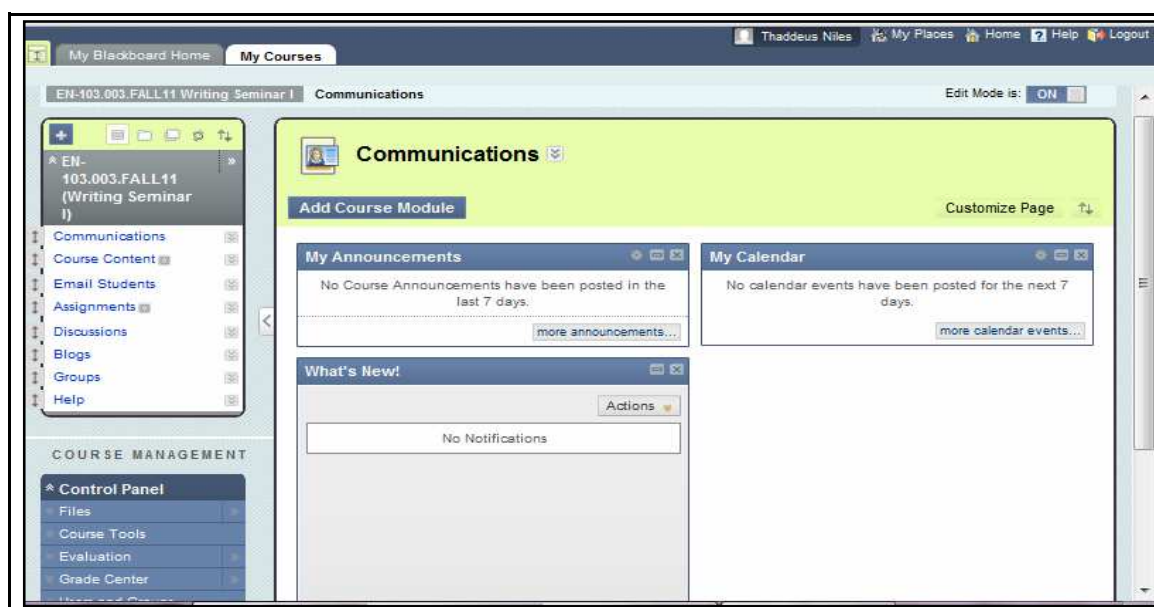 Thaddeus Niles My Places Home ? Help Logout
My Blackboard Home My Courses
EN-103.003.FALL11 Writing Seminar I Communications Edit Mode is: ON
EN-
103.003.FALL11
(Writing Seminar
I)
Communications
Course Content
Email Students
Assignments
Discussions
Blogs
Groups
Help
COURSE MANAGEMENT
Control Panel
Files
Course Tools
Evaluation
Grade Center
Users and Groups
Communications
Add Course Module Customize Page
My Announcements
No Course Announcements have been posted in the
last 7 days.
more announcements...
My Calendar
No calendar events have been posted for the next 7
days.
more calendar events...
What's New!
Actions
No Notifications